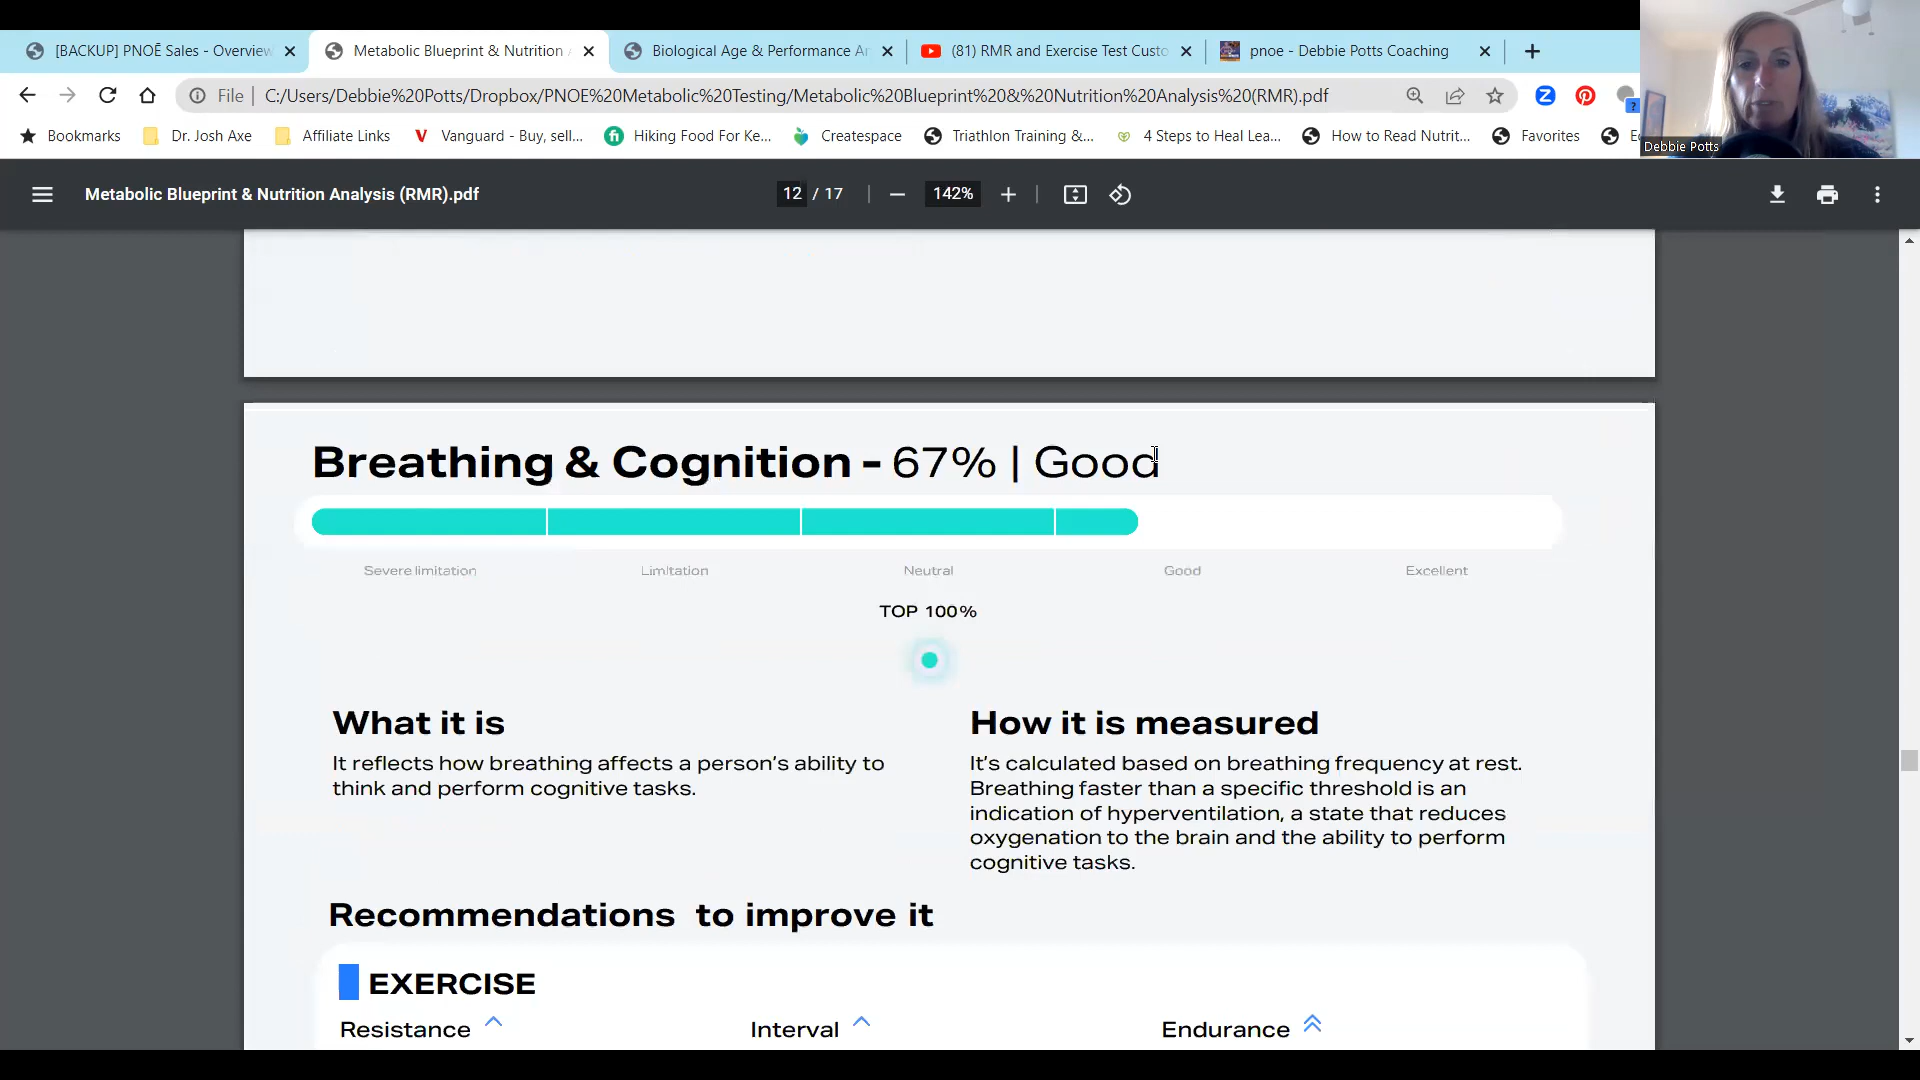 [BACKUP] PNOĒ Sales - Overview
Metabolic Blueprint & Nutrition
Biological Age & Performance An
(81) RMR and Exercise Test Custo
pnoe - Debbie Potts Coaching
File | C:/Users/Debbie%20Potts/Dropbox/PNOE%20Metabolic%20Testing/Metabolic%20Blueprint%20&%20Nutrition%20Analysis%20(RMR).pdf
Bookmarks
Dr. Josh Axe
Affiliate Links
Vanguard - Buy, sell...
Hiking Food For Ke...
Createspace
Triathlon Training &...
4 Steps to Heal Lea...
How to Read Nutrit...
Favorites
Debbie Potts
Metabolic Blueprint & Nutrition Analysis (RMR).pdf
12 / 17
142%
Breathing & Cognition - 67% | Good
Severe limitation
Limitation
Neutral
Good
Excellent
TOP 100%
What it is
It reflects how breathing affects a person's ability to
think and perform cognitive tasks.
How it is measured
It's calculated based on breathing frequency at rest.
Breathing faster than a specific threshold is an
indication of hyperventilation, a state that reduces
oxygenation to the brain and the ability to perform
cognitive tasks.
Recommendations to improve it
EXERCISE
Resistance
Interval
Endurance